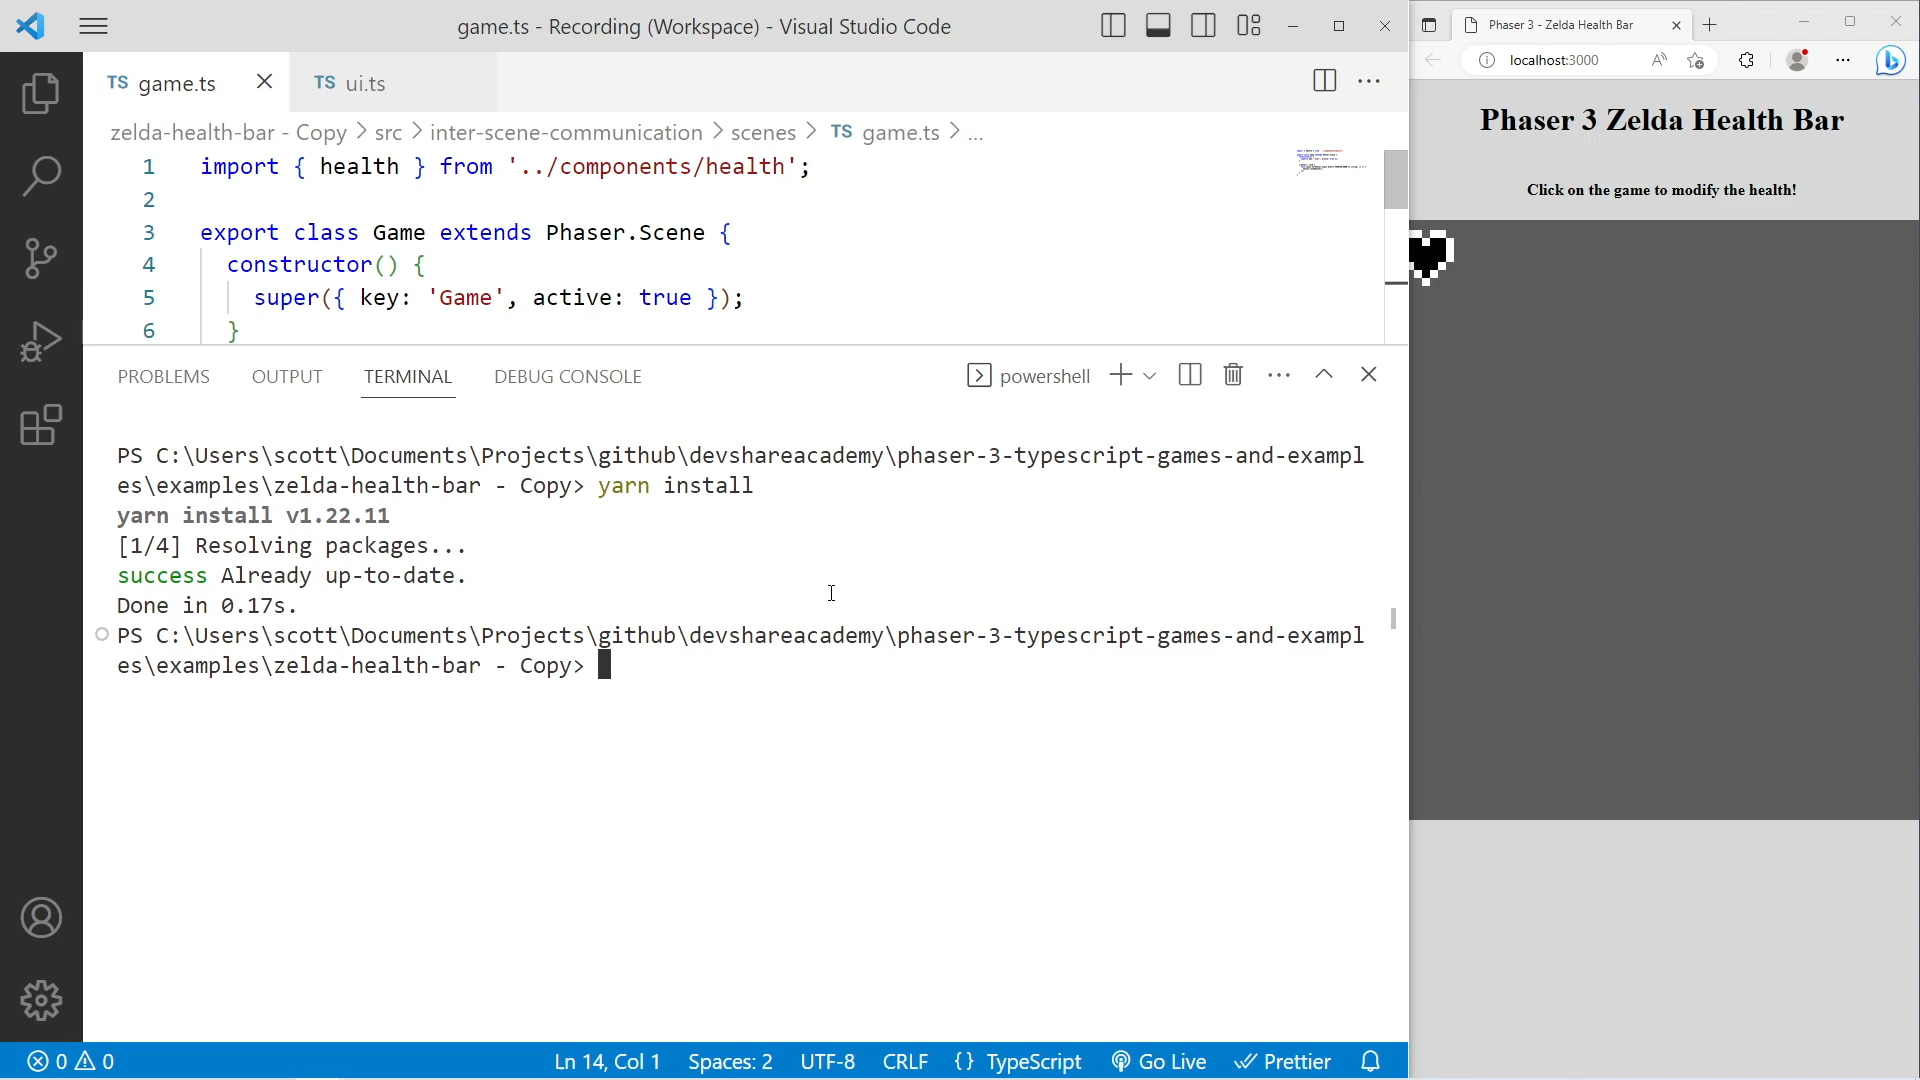 game.ts - Recording (Workspace) - Visual Studio Code
TS game.ts
TS ui.ts
zelda-health-bar - Copy > src > inter-scene-communication > scenes > TS game.ts > ...
1 import { health } from '../components/health';
2
3 export class Game extends Phaser.Scene {
4 constructor() {
5 super({ key: 'Game', active: true });
6 }
PROBLEMS OUTPUT TERMINAL DEBUG CONSOLE
powershell
PS C:\Users\scott\Documents\Projects\github\devshareacademy\phaser-3-typescript-games-and-exampl
es\examples\zelda-health-bar - Copy> yarn install
yarn install v1.22.11
[1/4] Resolving packages...
success Already up-to-date.
Done in 0.17s.
PS C:\Users\scott\Documents\Projects\github\devshareacademy\phaser-3-typescript-games-and-exampl
es\examples\zelda-health-bar - Copy>
0 0
Ln 14, Col 1 Spaces: 2 UTF-8 CRLF {} TypeScript Go Live Prettier
Phaser 3 - Zelda Health Bar
localhost:3000
Phaser 3 Zelda Health Bar
Click on the game to modify the health!